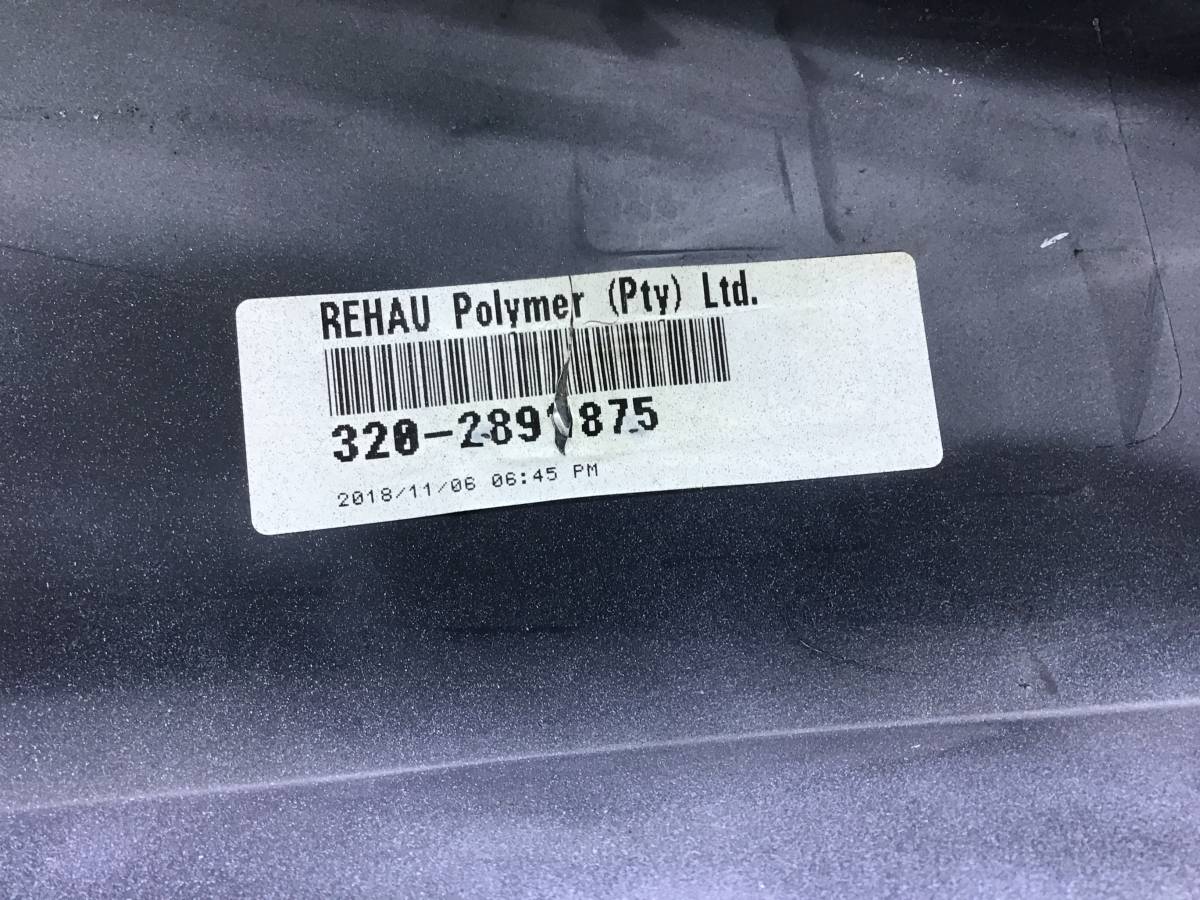 REHAU Polymer (Pty) Ltd.
2018/11/06 06:45 PM